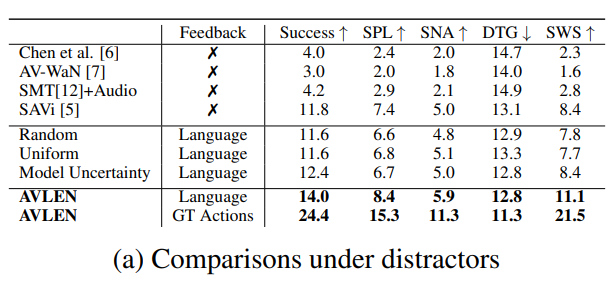 Feedback Success ↑ SPL ↑ SNA ↑ DTG ↓ SWS ↑
Chen et al. [6] ✗ 4.0 2.4 2.0 14.7 2.3
AV-WaN [7] ✗ 3.0 2.0 1.8 14.0 1.6
SMT[12]+Audio ✗ 4.2 2.9 2.1 14.9 2.8
SAVi [5] ✗ 11.8 7.4 5.0 13.1 8.4
Random Language 11.6 6.6 4.8 12.9 7.8
Uniform Language 11.6 6.8 5.1 13.3 7.7
Model Uncertainty Language 12.4 6.7 5.0 12.8 8.4
AVLEN Language 14.0 8.4 5.9 12.8 11.1
AVLEN GT Actions 24.4 15.3 11.3 11.3 21.5
(a) Comparisons under distractors